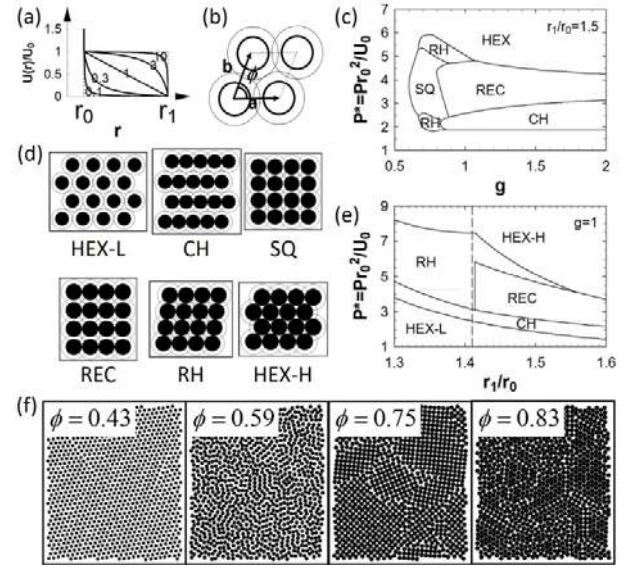 (a)
U(r)/U₀
1.5
1
0.5
0
10
3
1
0.3
0.1
r₀
r₁
r
(b)
b
ϕ
a
(c)
P*=Pr₀²/U₀
7
6
5
4
3
2
1
r₁/r₀=1.5
HEX
RH
SQ
REC
RH
CH
0.5
1
1.5
2
g
(d)
HEX-L
CH
SQ
REC
RH
HEX-H
(e)
P*=Pr₀²/U₀
9
7
5
3
1
g=1
HEX-H
RH
REC
CH
HEX-L
1.3
1.4
1.5
1.6
r₁/r₀
(f)
ϕ = 0.43
ϕ = 0.59
ϕ = 0.75
ϕ = 0.83